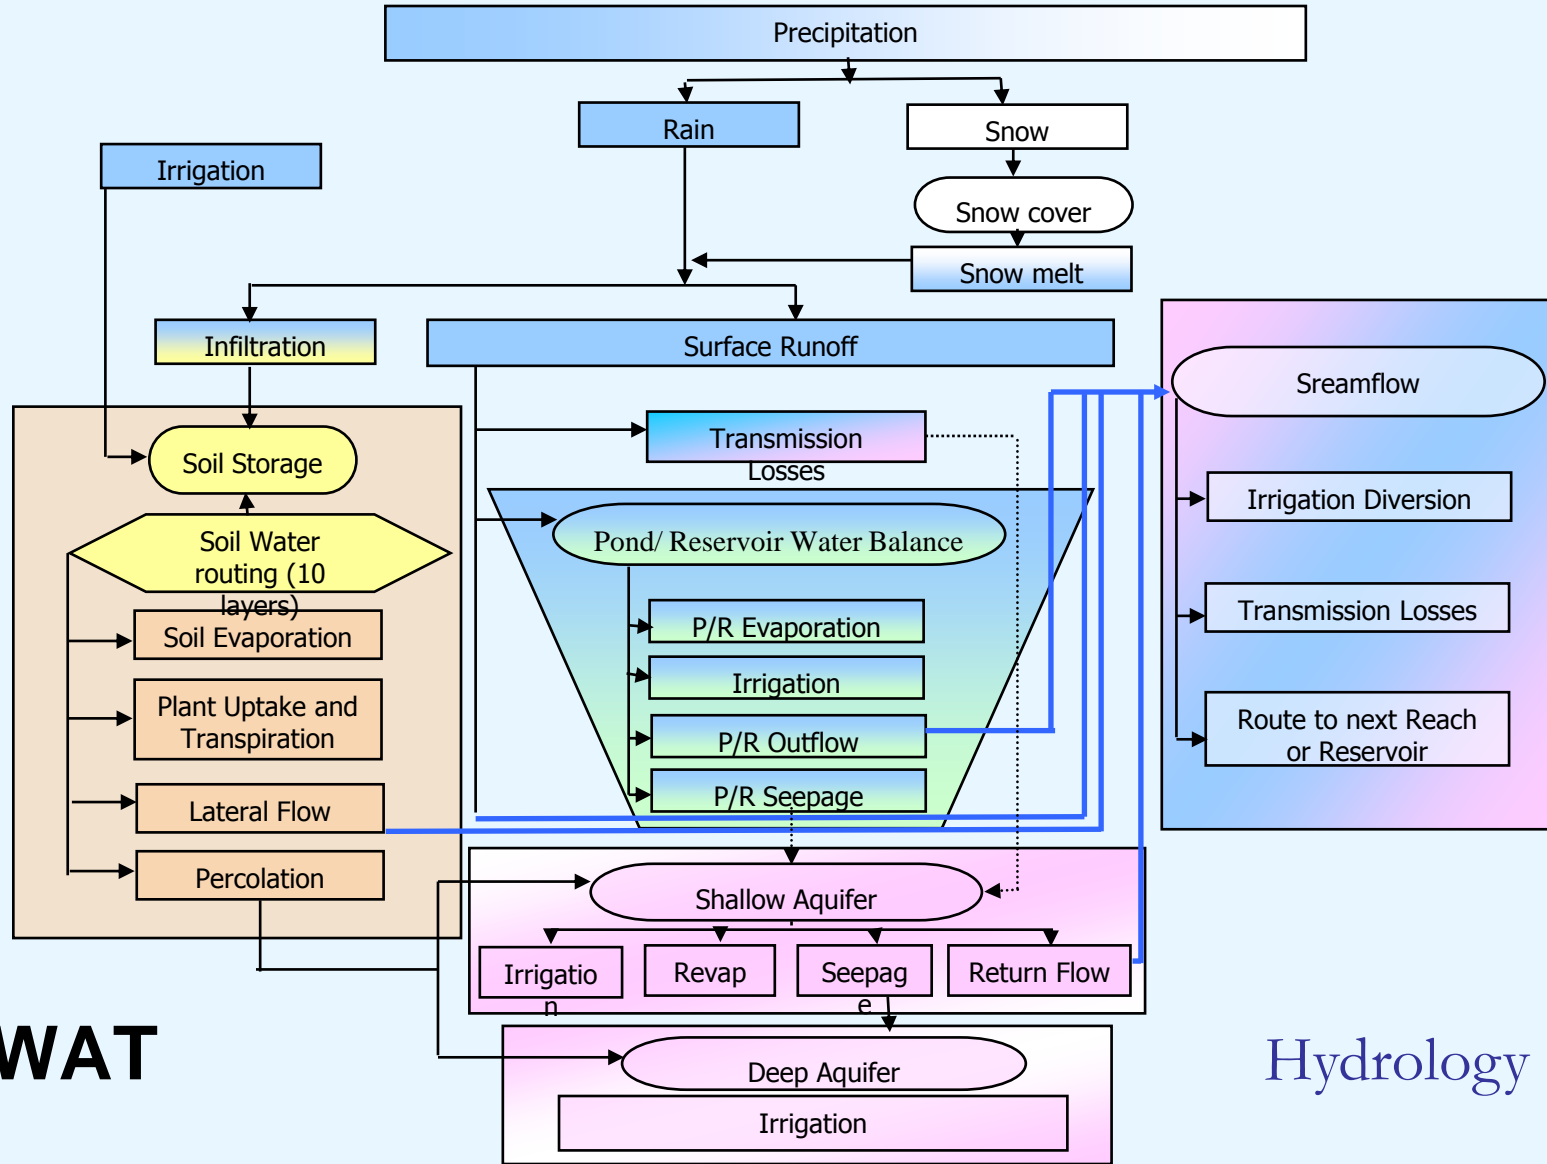 Precipitation
Rain
Snow
Irrigation
Snow cover
Snow melt
Infiltration
Surface Runoff
Sreamflow
Transmission
Losses
Soil Storage
Irrigation Diversion
Soil Water
routing (10
layers)
Pond/ Reservoir Water Balance
Soil Evaporation
P/R Evaporation
Transmission Losses
Irrigation
Plant Uptake and
Transpiration
P/R Outflow
Route to next Reach
or Reservoir
P/R Seepage
Lateral Flow
Percolation
Shallow Aquifer
Irrigatio
n
Revap
Seepag
e
Return Flow
WAT
Hydrology
Deep Aquifer
Irrigation